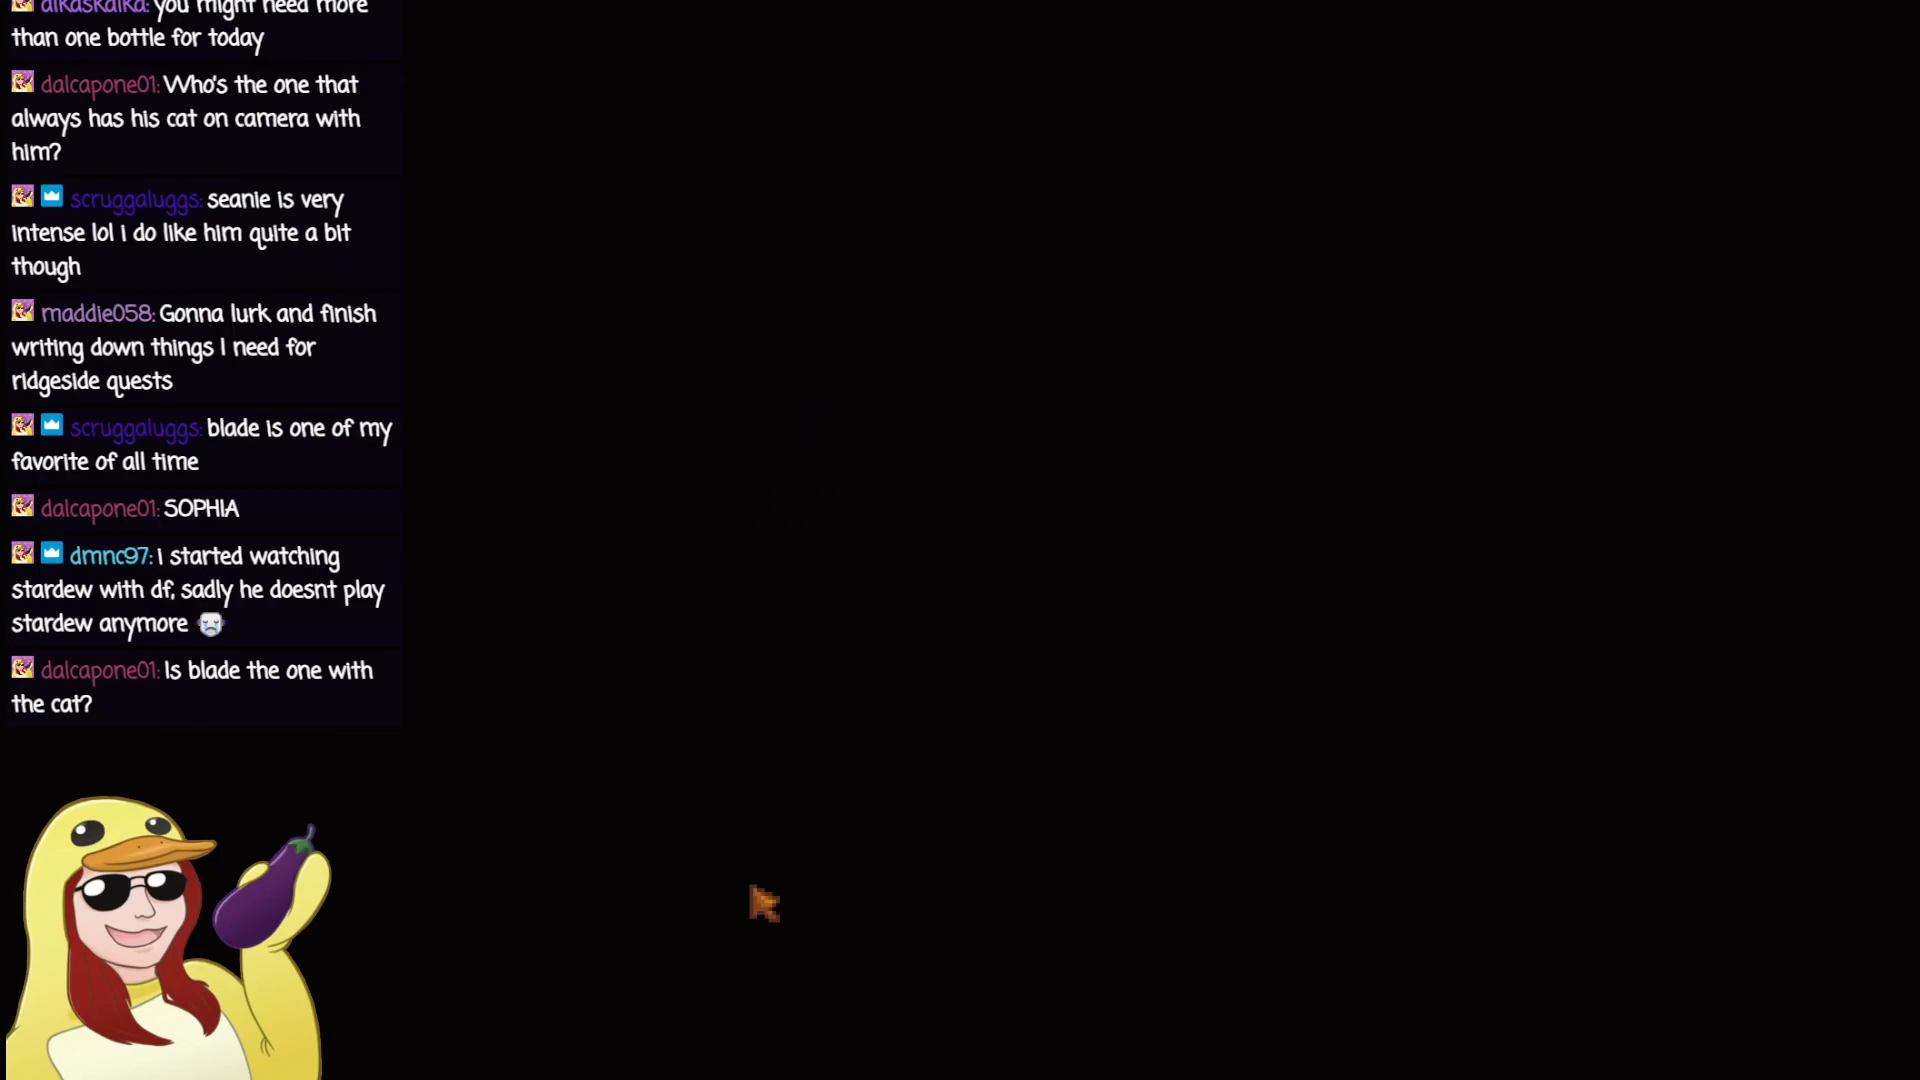 aikaskaika: you might need more
than one bottle for today
dalcapone01: Who's the one that
always has his cat on camera with
him?
scruggaluggs: seanie is very
intense lol i do like him quite a bit
though
maddie058: Gonna lurk and finish
writing down things I need for
ridgeside quests
scruggaluggs: blade is one of my
favorite of all time
dalcapone01: SOPHIA
dmnc97: i started watching
stardew with df, sadly he doesnt play
stardew anymore
dalcapone01: Is blade the one with
the cat?